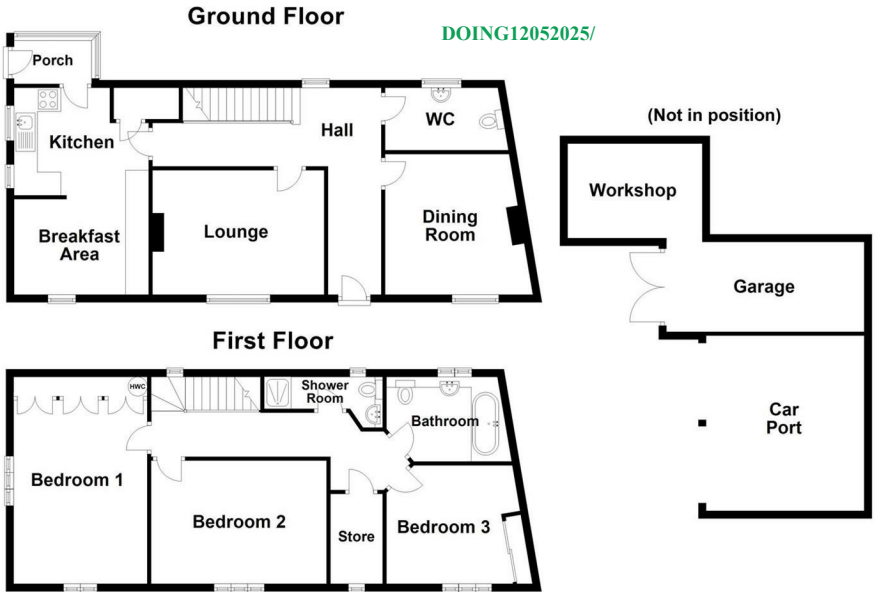 Ground Floor
DOING12052025/
Porch
Kitchen
Hall
WC
(Not in position)
Breakfast
Area
Lounge
Dining
Room
Workshop
Garage
Car
Port
First Floor
HWC
Shower
Room
Bathroom
Bedroom 1
Bedroom 2
Store
Bedroom 3